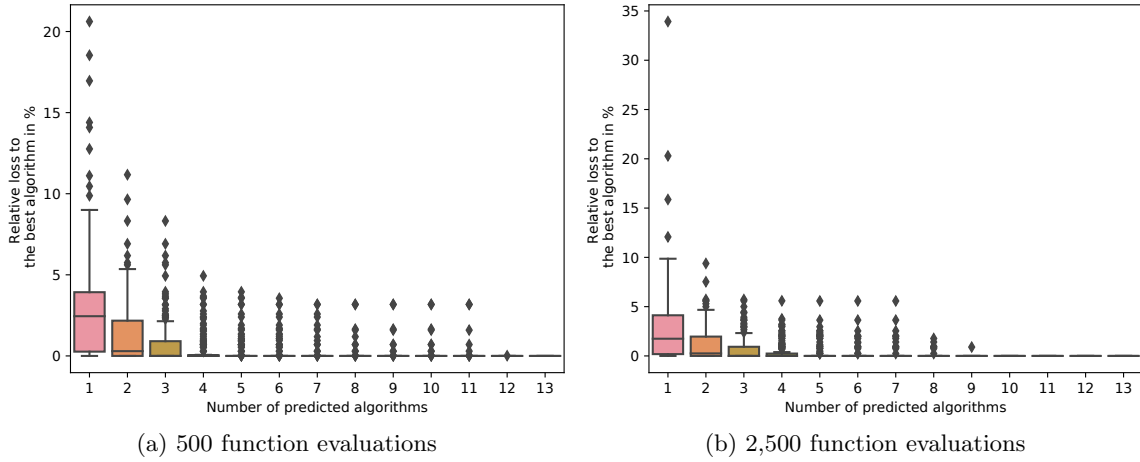 20
15
10
5
0
Relative loss to
the best algorithm in %
1 2 3 4 5 6 7 8 9 10 11 12 13
Number of predicted algorithms
(a) 500 function evaluations
35
30
25
20
15
10
5
0
Relative loss to
the best algorithm in %
1 2 3 4 5 6 7 8 9 10 11 12 13
Number of predicted algorithms
(b) 2,500 function evaluations